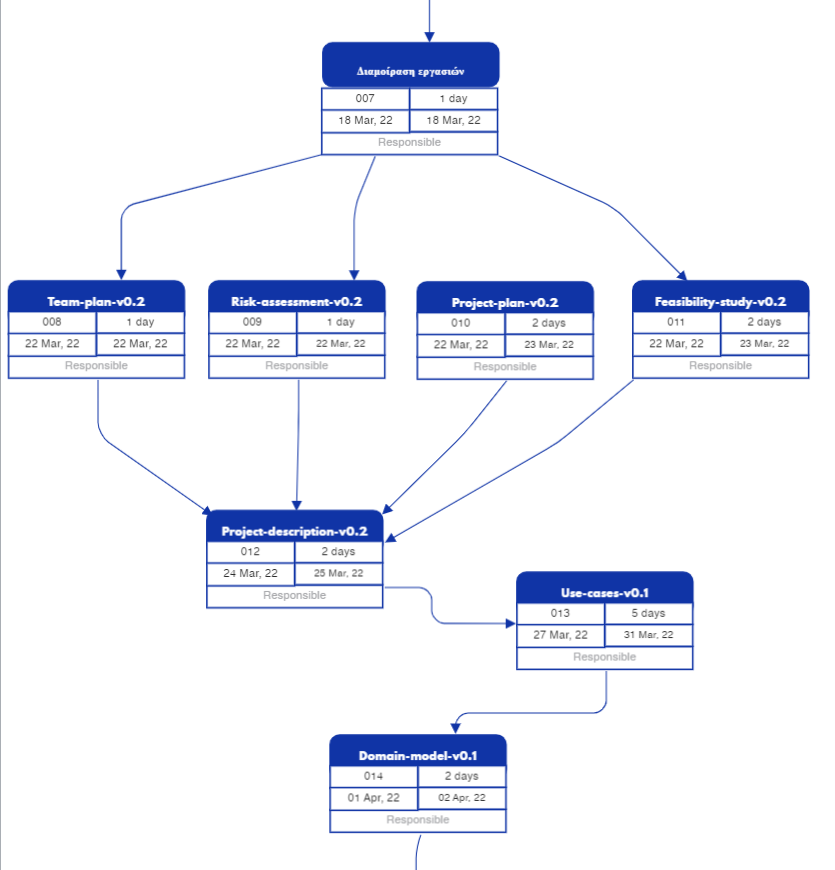 Διαμοίραση εργασιών
007 1 day
18 Mar, 22 18 Mar, 22
Responsible
Team-plan-v0.2
008 1 day
22 Mar, 22 22 Mar, 22
Responsible
Risk-assessment-v0.2
009 1 day
22 Mar, 22 22 Mar, 22
Responsible
Project-plan-v0.2
010 2 days
22 Mar, 22 23 Mar, 22
Responsible
Feasibility-study-v0.2
011 2 days
22 Mar, 22 23 Mar, 22
Responsible
Project-description-v0.2
012 2 days
24 Mar, 22 25 Mar, 22
Responsible
Use-cases-v0.1
013 5 days
27 Mar, 22 31 Mar, 22
Responsible
Domain-model-v0.1
014 2 days
01 Apr, 22 02 Apr, 22
Responsible